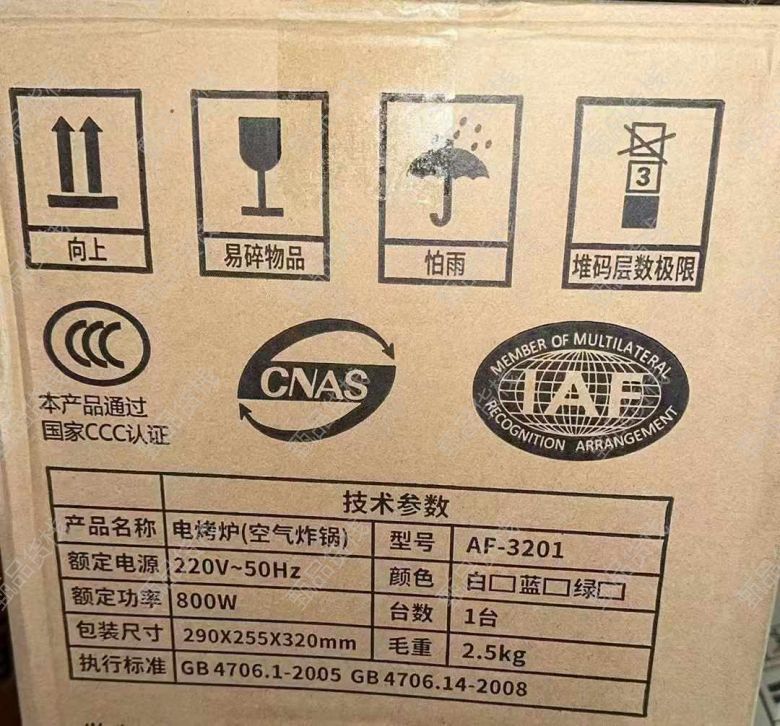 向上
易碎物品
怕雨
3
堆码层数极限
CCC
本产品通过
国家CCC认证
CNAS
MEMBER OF MULTILATERAL
IAF
RECOGNITION ARRANGEMENT
技术参数
产品名称 电烤炉(空气炸锅) 型号 AF-3201
额定电源 220V~50Hz 颜色 白□蓝□绿□
额定功率 800W 台数 1台
包装尺寸 290X255X320mm 毛重 2.5kg
执行标准 GB 4706.1-2005 GB 4706.14-2008